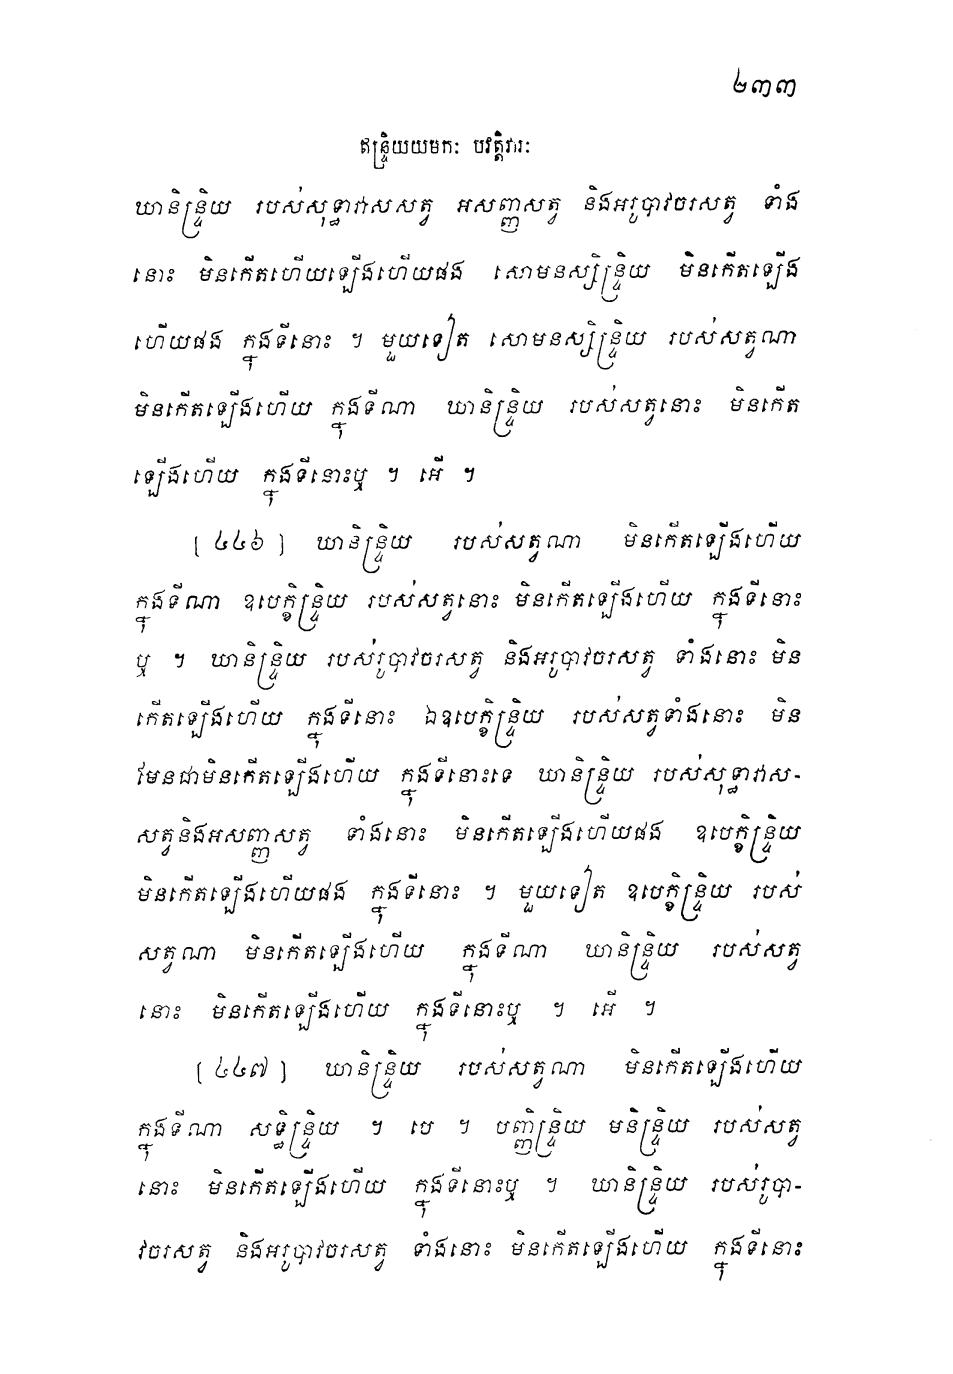 ២៣៣
ឥន្ទ្រិយយមកៈ បវត្តិវារៈ
ឃានិន្ទ្រិយ របស់សុទ្ធាវាសសត្វ អសញ្ញសត្វ និងអរូបាវចរសត្វ ទាំង
នោះ មិនកើតហើយឡើងហើយផង សោមនស្សិន្ទ្រិយ មិនកើតឡើង
ហើយផង ក្នុងទីនោះ ។ មួយទៀត សោមនស្សិន្ទ្រិយ របស់សត្វណា
មិនកើតឡើងហើយ ក្នុងទីណា ឃានិន្ទ្រិយ របស់សត្វនោះ មិនកើត
ឡើងហើយ ក្នុងទីនោះឬ ។ អើ ។
[ ៤៤៦ ] ឃានិន្ទ្រិយ របស់សត្វណា មិនកើតឡើងហើយ
ក្នុងទីណា ឧបេក្ខិន្ទ្រិយ របស់សត្វនោះ មិនកើតឡើងហើយ ក្នុងទីនោះ
ឬ ។ ឃានិន្ទ្រិយ របស់រូបាវចរសត្វ និងអរូបាវចរសត្វ ទាំងនោះ មិន
កើតឡើងហើយ ក្នុងទីនោះ ឯឧបេក្ខិន្ទ្រិយ របស់សត្វទាំងនោះ មិន
មែនជាមិនកើតឡើងហើយ ក្នុងទីនោះទេ ឃានិន្ទ្រិយ របស់សុទ្ធាវាស-
សត្វនិងអសញ្ញសត្វ ទាំងនោះ មិនកើតឡើងហើយផង ឧបេក្ខិន្ទ្រិយ
មិនកើតឡើងហើយផង ក្នុងទីនោះ ។ មួយទៀត ឧបេក្ខិន្ទ្រិយ របស់
សត្វណា មិនកើតឡើងហើយ ក្នុងទីណា ឃានិន្ទ្រិយ របស់សត្វ
នោះ មិនកើតឡើងហើយ ក្នុងទីនោះឬ ។ អើ ។
[ ៤៤៧ ] ឃានិន្ទ្រិយ របស់សត្វណា មិនកើតឡើងហើយ
ក្នុងទីណា សទ្ធិន្ទ្រិយ ។ បេ ។ បញ្ញិន្ទ្រិយ មនិន្ទ្រិយ របស់សត្វ
នោះ មិនកើតឡើងហើយ ក្នុងទីនោះឬ ។ ឃានិន្ទ្រិយ របស់រូបា-
វចរសត្វ និងអរូបាវចរសត្វ ទាំងនោះ មិនកើតឡើងហើយ ក្នុងទីនោះ